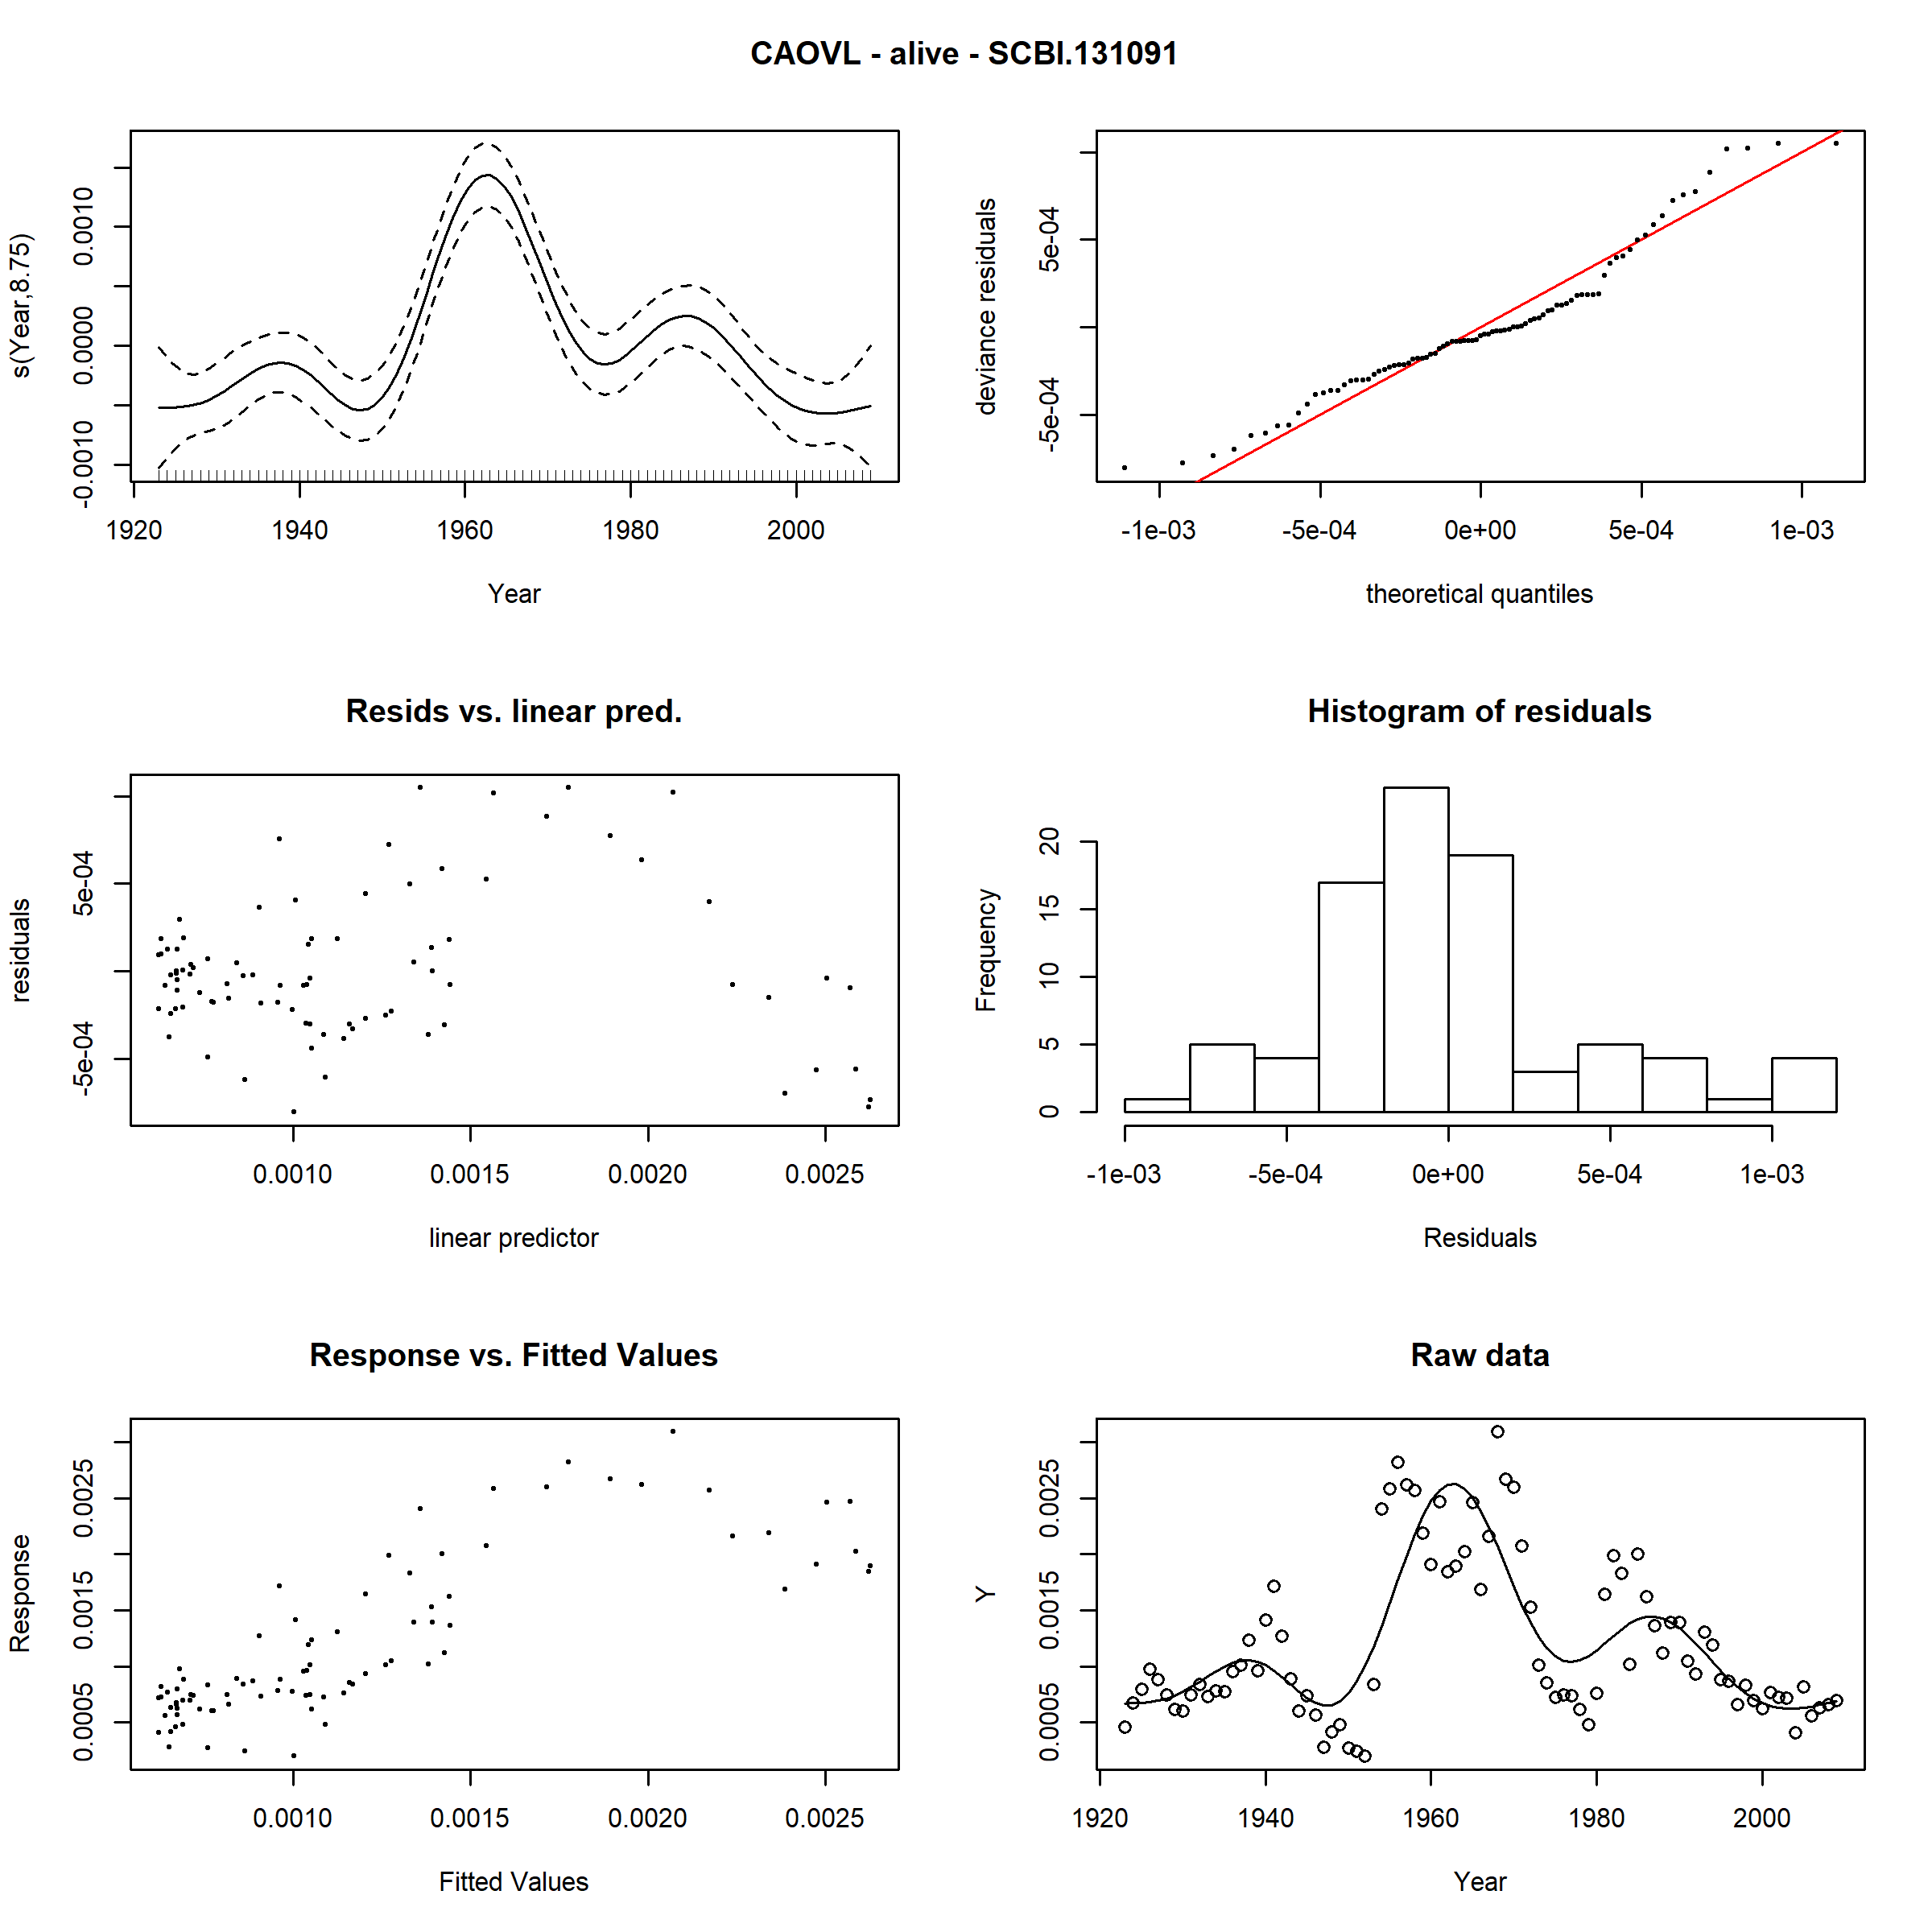 CAOVL - alive - SCBI.131091
s(Year,8.75)
-0.0010 0.0000 0.0010
1920 1940 1960 1980 2000
Year
deviance residuals
-5e-04 5e-04
-1e-03 -5e-04 0e+00 5e-04 1e-03
theoretical quantiles
Resids vs. linear pred.
residuals
-5e-04 5e-04
0.0010 0.0015 0.0020 0.0025
linear predictor
Histogram of residuals
Frequency
0 5 10 15 20
-1e-03 -5e-04 0e+00 5e-04 1e-03
Residuals
Response vs. Fitted Values
Response
0.0005 0.0015 0.0025
0.0010 0.0015 0.0020 0.0025
Fitted Values
Raw data
Y
0.0005 0.0015 0.0025
1920 1940 1960 1980 2000
Year